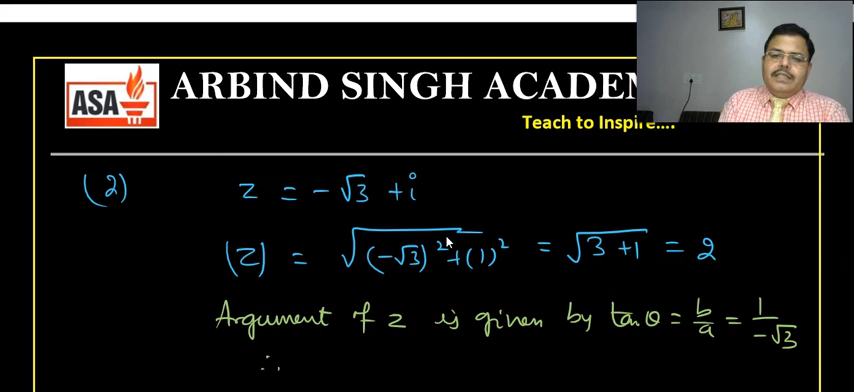 ASA
ARBIND SINGH ACADEM
Teach to Inspire....
(2) z = -√3 + i
(z) = √((-√3)² + (1)²) = √(3+1) = 2
Argument of z is given by tanθ = b/a = 1/-√3
∴